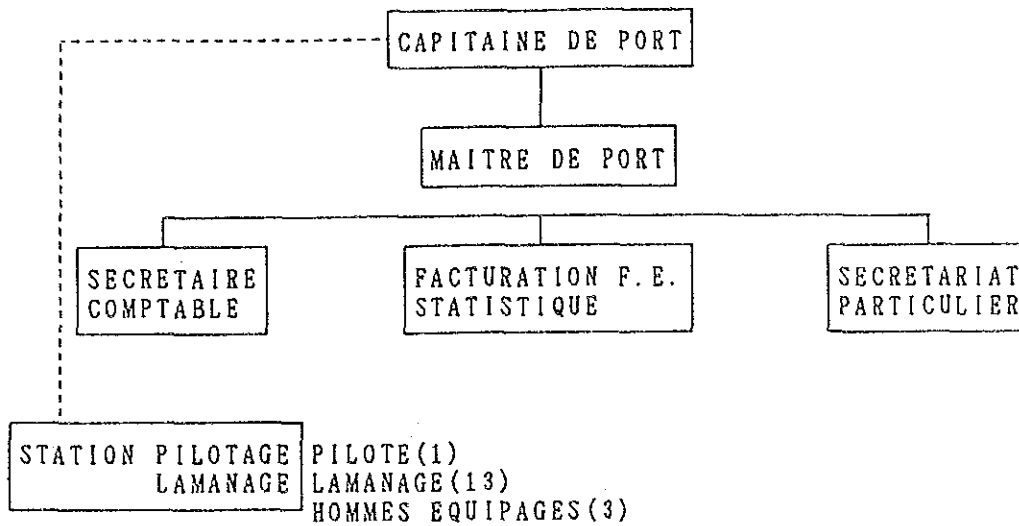 CAPITAINE DE PORT
MAITRE DE PORT
SECRETAIRE
COMPTABLE
FACTURATION F.E.
STATISTIQUE
SECRETARIAT
PARTICULIER
STATION PILOTAGE
LAMANAGE
PILOTE(1)
LAMANAGE(13)
HOMMES EQUIPAGES(3)